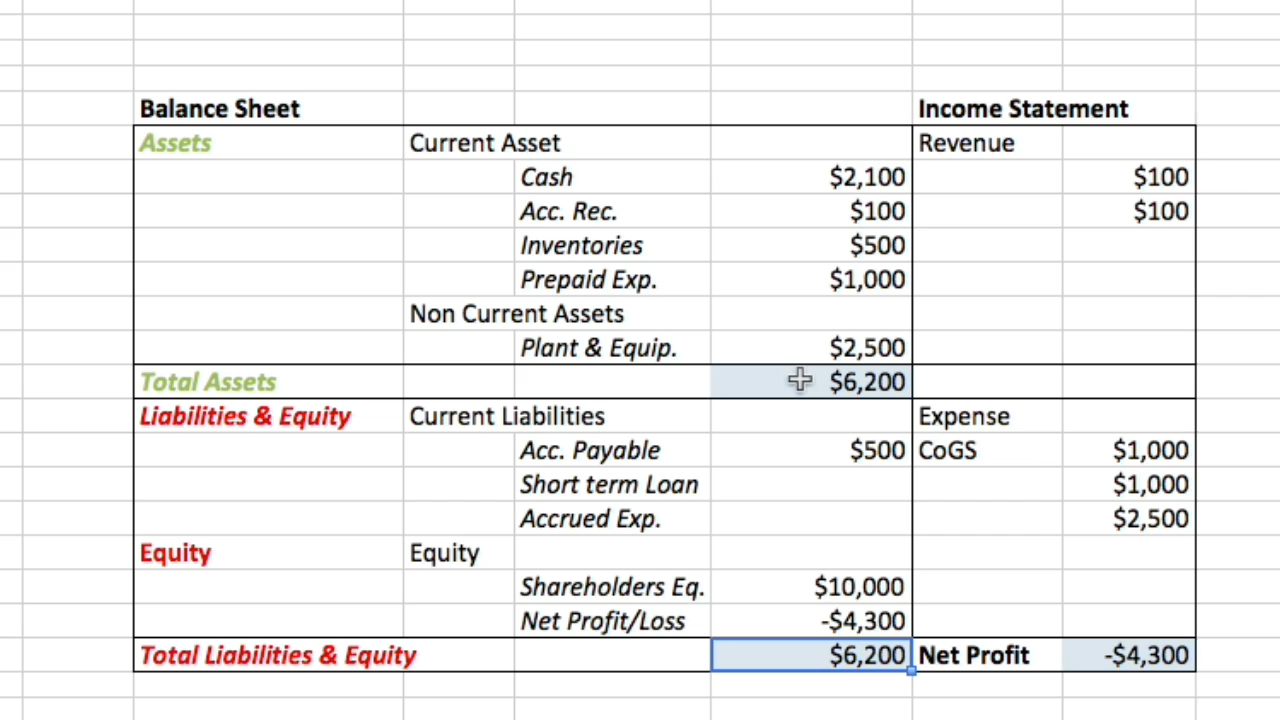 Balance Sheet Income Statement
Assets Current Asset Revenue
Cash $2,100 $100
Acc. Rec. $100 $100
Inventories $500
Prepaid Exp. $1,000
Non Current Assets
Plant & Equip. $2,500
Total Assets $6,200
Liabilities & Equity Current Liabilities Expense
Acc. Payable $500 CoGS $1,000
Short term Loan $1,000
Accrued Exp. $2,500
Equity Equity
Shareholders Eq. $10,000
Net Profit/Loss -$4,300
Total Liabilities & Equity $6,200 Net Profit -$4,300